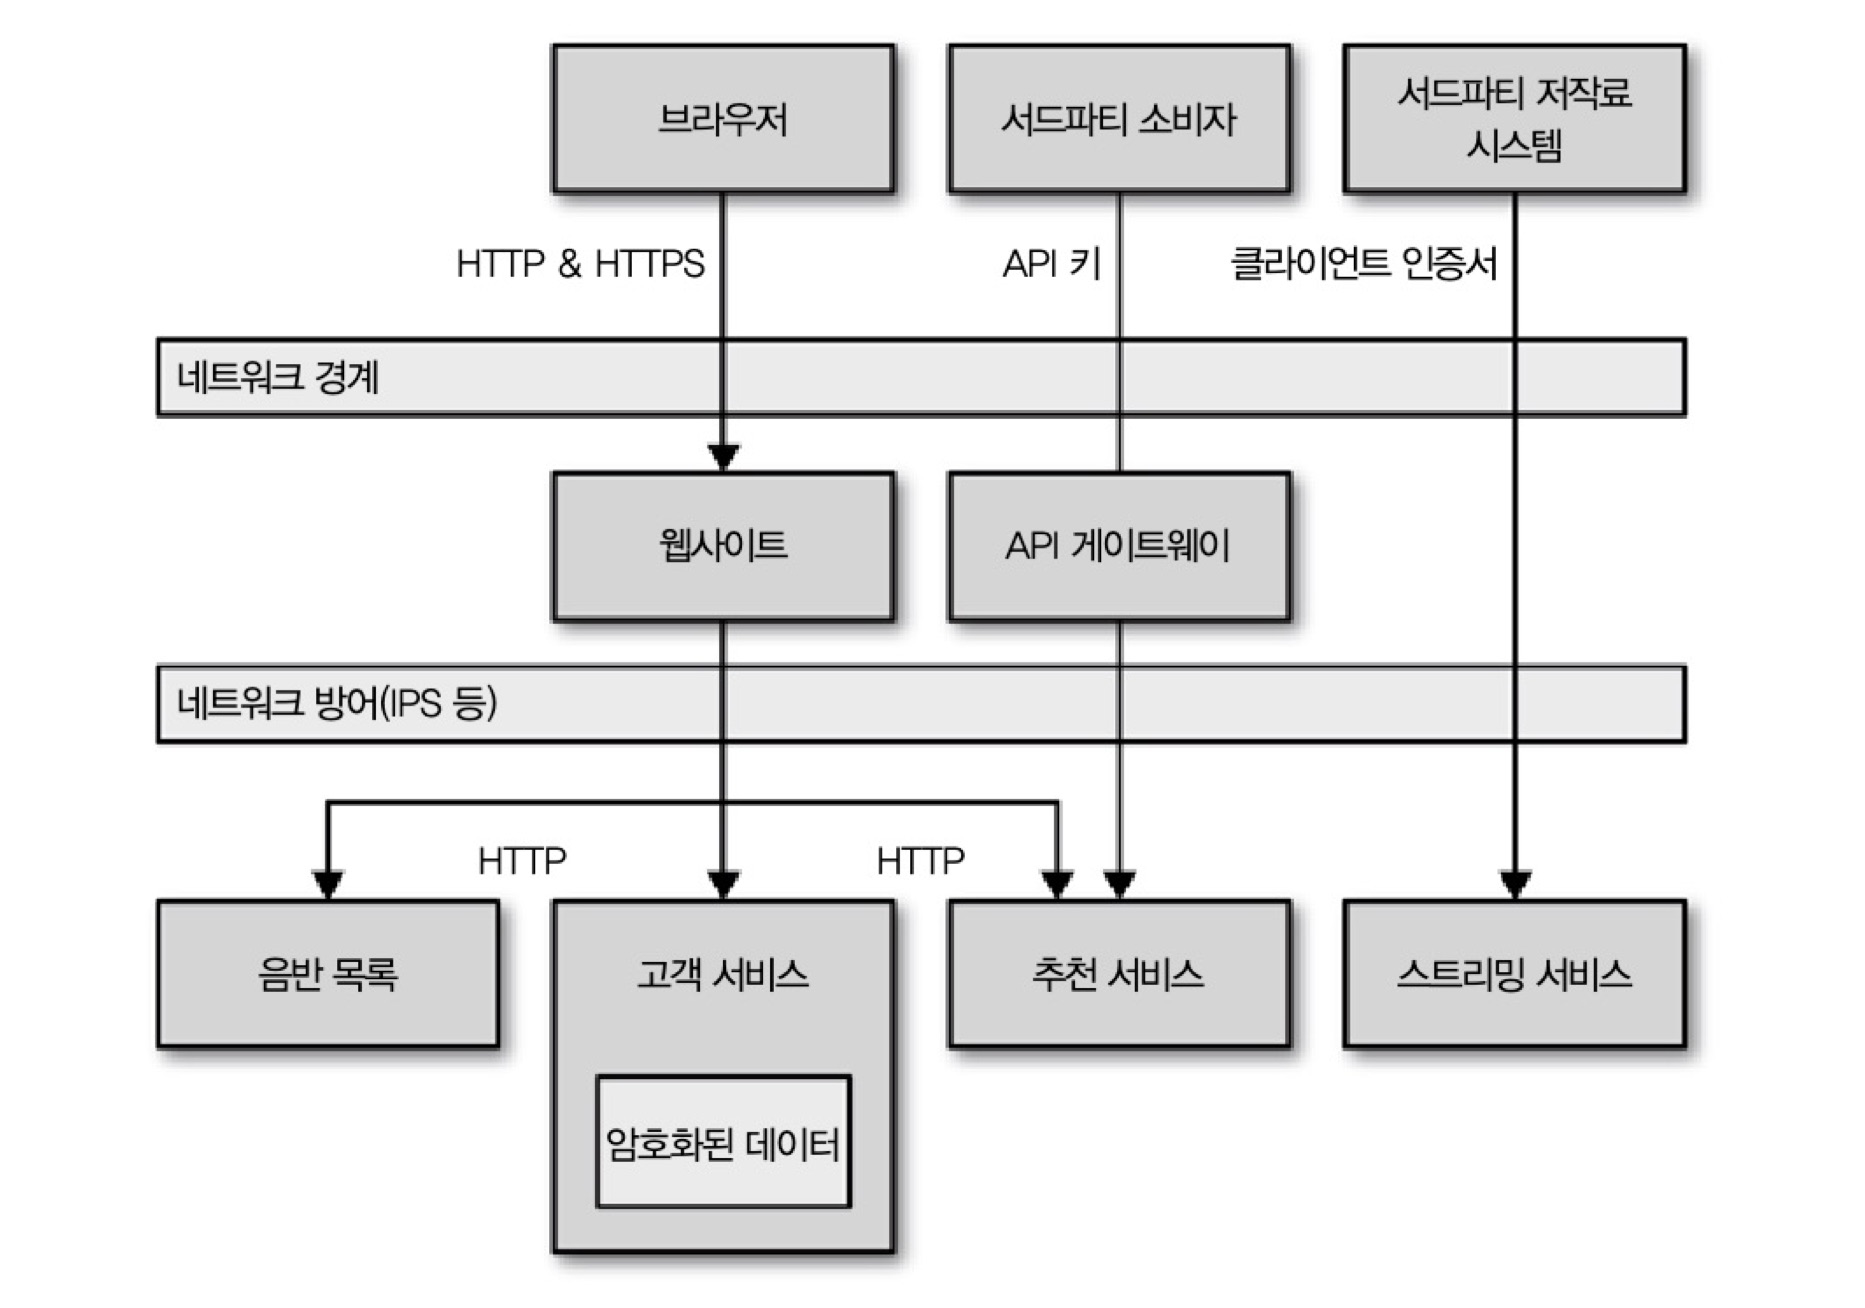 브라우저
서드파티 소비자
서드파티 저작료
시스템
HTTP & HTTPS
API 키
클라이언트 인증서
네트워크 경계
웹사이트
API 게이트웨이
네트워크 방어(IPS 등)
HTTP
HTTP
음반 목록
고객 서비스
추천 서비스
스트리밍 서비스
암호화된 데이터